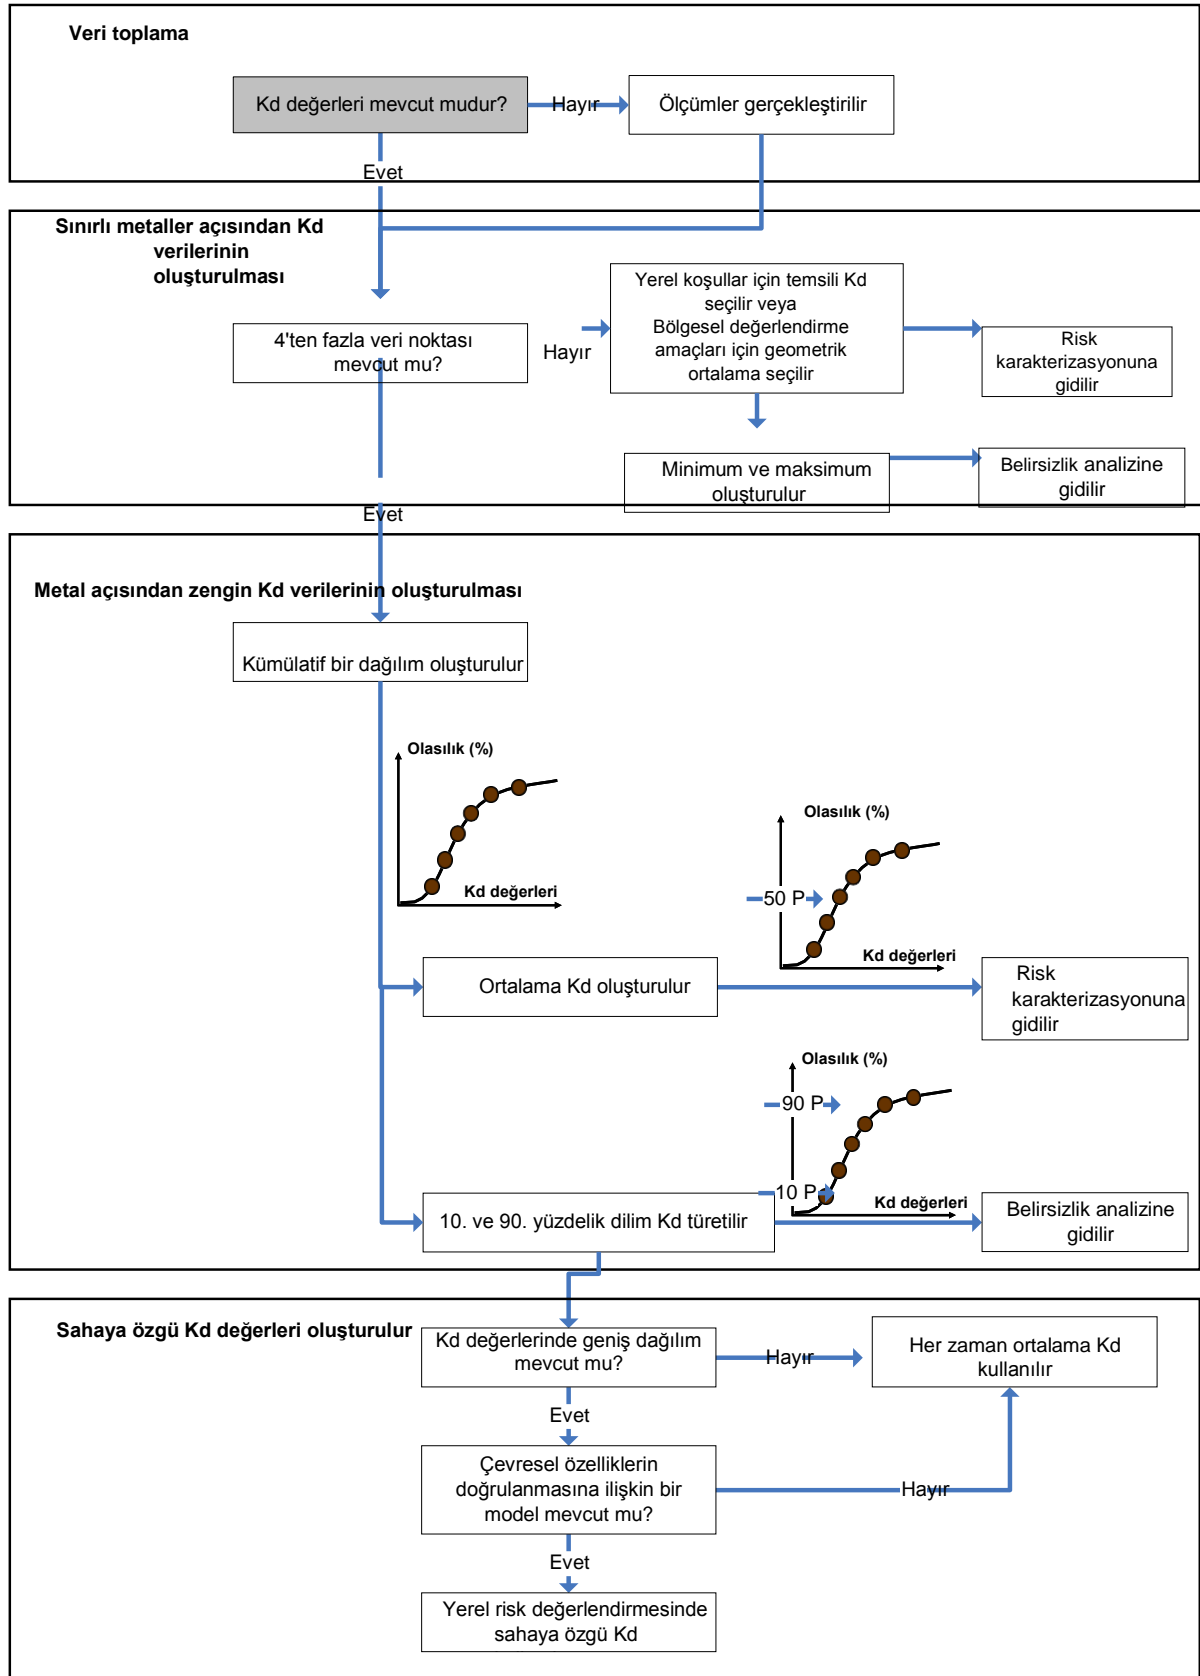 Veri toplama
Kd değerleri mevcut mudur?
Hayır
Ölçümler gerçekleştirilir
Evet
Sınırlı metaller açısından Kd
verilerinin
oluşturulması
4'ten fazla veri noktası
mevcut mu?
Hayır
Yerel koşullar için temsili Kd
seçilir veya
Bölgesel değerlendirme
amaçları için geometrik
ortalama seçilir
Risk
karakterizasyonuna
gidilir
Minimum ve maksimum
oluşturulur
Belirsizlik analizine
gidilir
Evet
Metal açısından zengin Kd verilerinin oluşturulması
Kümülatif bir dağılım oluşturulur
Olasılık (%)
Kd değerleri
Olasılık (%)
50 P
Kd değerleri
Ortalama Kd oluşturulur
Risk
karakterizasyonuna
gidilir
Olasılık (%)
90 P
10 P
Kd değerleri
10. ve 90. yüzdelik dilim Kd türetilir
Belirsizlik analizine
gidilir
Sahaya özgü Kd değerleri oluşturulur
Kd değerlerinde geniş dağılım
mevcut mu?
Hayır
Her zaman ortalama Kd
kullanılır
Evet
Çevresel özelliklerin
doğrulanmasına ilişkin bir
model mevcut mu?
Hayır
Evet
Yerel risk değerlendirmesinde
sahaya özgü Kd